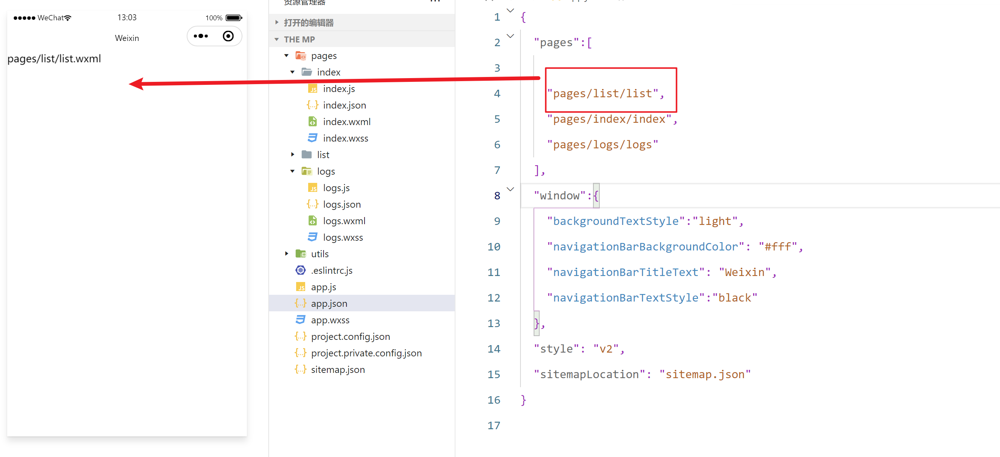 WeChat
13:03
100%
Weixin
pages/list/list.wxml
资源管理器
打开的编辑器
THE MP
pages
index
index.js
index.json
index.wxml
index.wxss
list
logs
logs.js
logs.json
logs.wxml
logs.wxss
utils
.eslintrc.js
app.js
app.json
app.wxss
project.config.json
project.private.config.json
sitemap.json
1 {
2 "pages":[
3
4 "pages/list/list",
5 "pages/index/index",
6 "pages/logs/logs"
7 ],
8 "window":{
9 "backgroundTextStyle":"light",
10 "navigationBarBackgroundColor": "#fff",
11 "navigationBarTitleText": "Weixin",
12 "navigationBarTextStyle":"black"
13 },
14 "style": "v2",
15 "sitemapLocation": "sitemap.json"
16 }
17